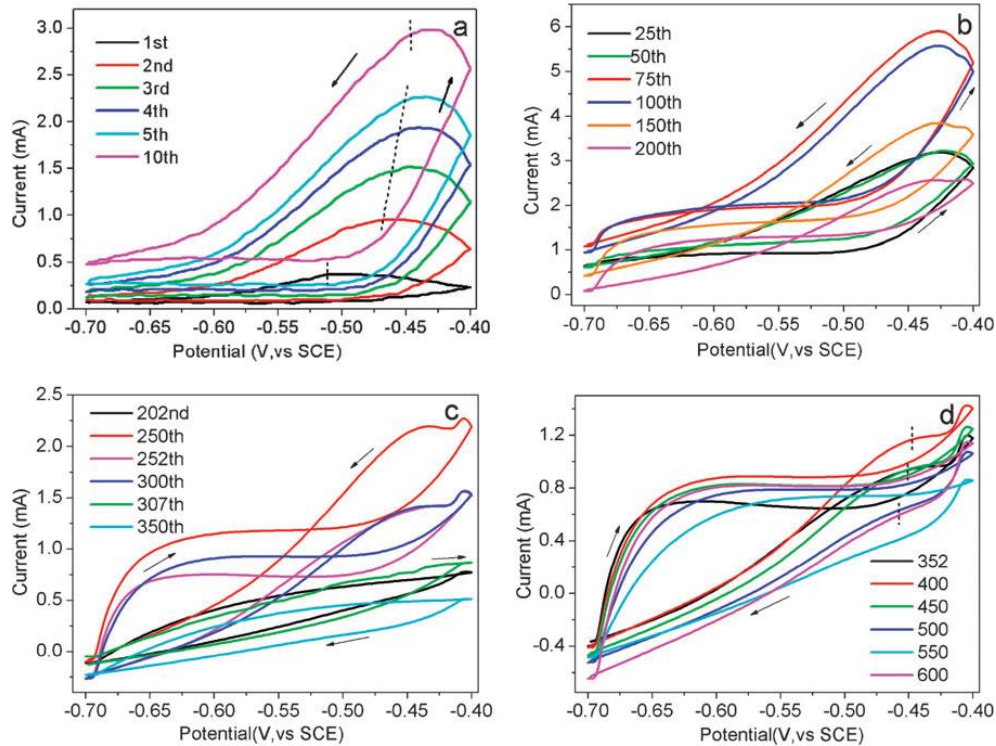 a
3.0
2.5
2.0
1.5
1.0
0.5
0.0
Current (mA)
1st
2nd
3rd
4th
5th
10th
-0.70 -0.65 -0.60 -0.55 -0.50 -0.45 -0.40
Potential (V,vs SCE)
b
6
5
4
3
2
1
0
Current (mA)
25th
50th
75th
100th
150th
200th
-0.70 -0.65 -0.60 -0.55 -0.50 -0.45 -0.40
Potential(V,vs SCE)
c
2.5
2.0
1.5
1.0
0.5
0.0
Current (mA)
202nd
250th
252th
300th
307th
350th
-0.70 -0.65 -0.60 -0.55 -0.50 -0.45 -0.40
Potential(V,vs SCE)
d
1.2
0.8
0.4
0.0
-0.4
Current (mA)
352
400
450
500
550
600
-0.70 -0.65 -0.60 -0.55 -0.50 -0.45 -0.40
Potential(V,vs SCE)